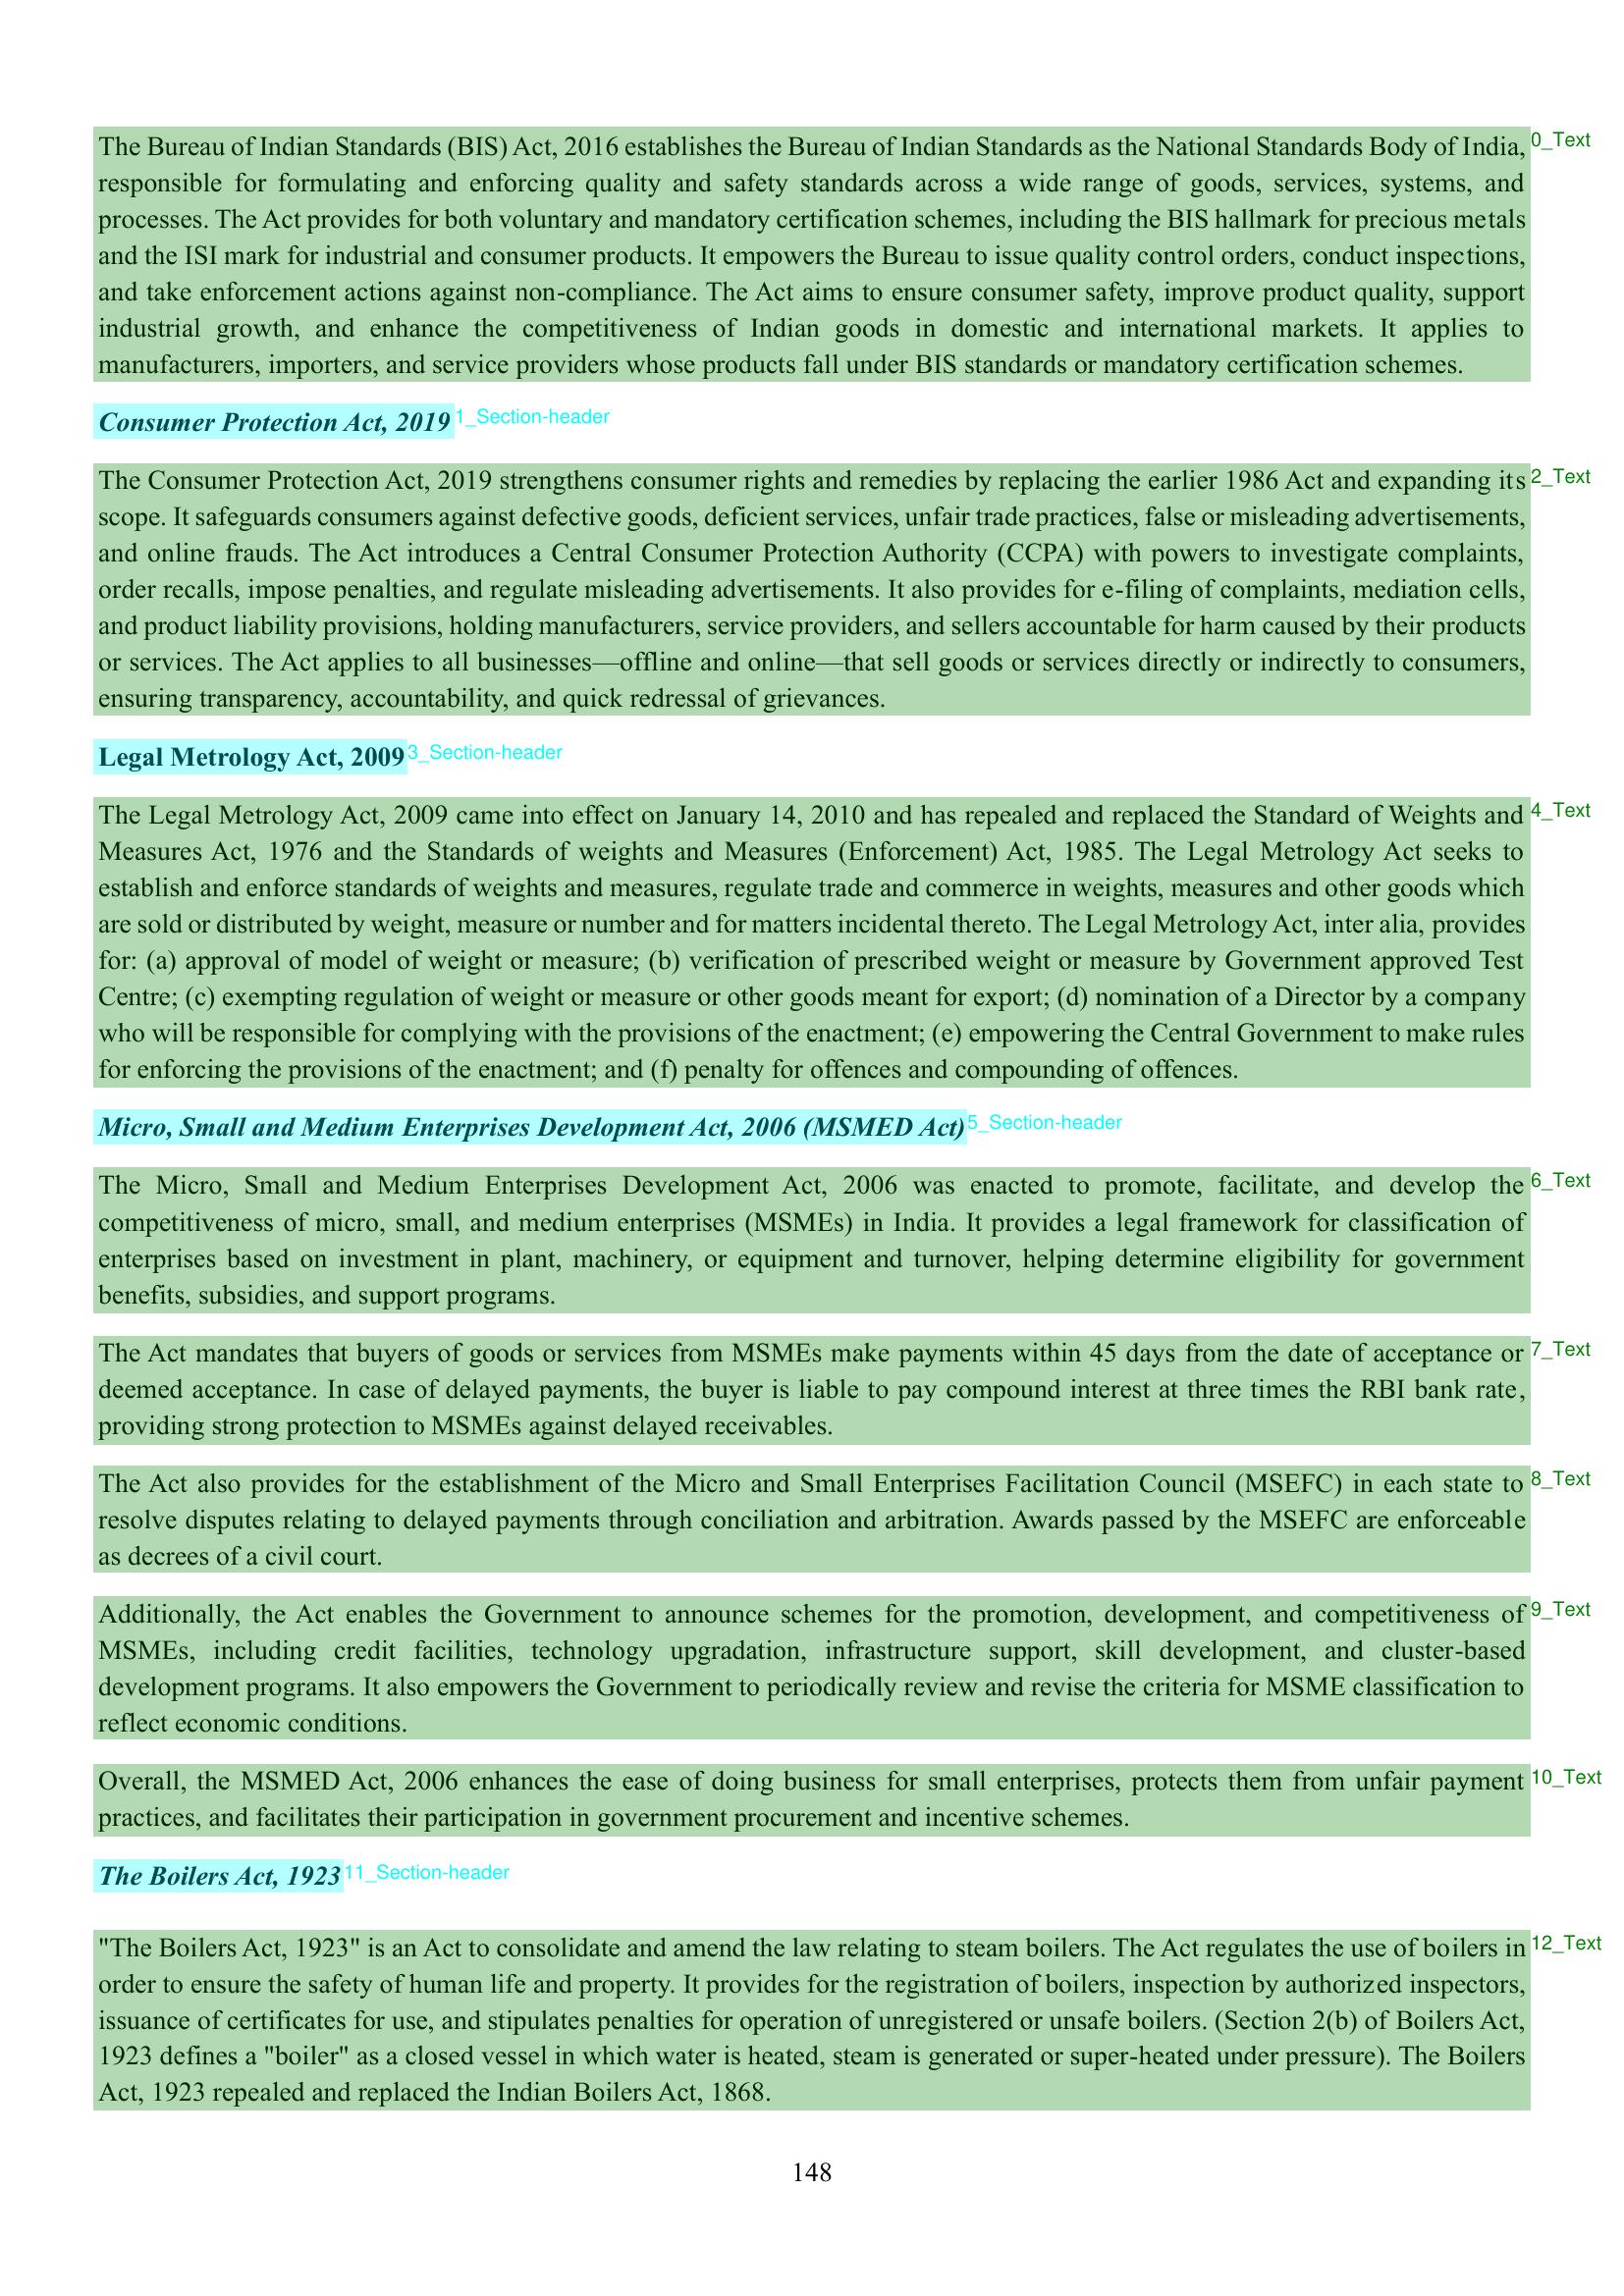 The Bureau of Indian Standards (BIS) Act, 2016 establishes the Bureau of Indian Standards as the National Standards Body of India, 0_Text
responsible for formulating and enforcing quality and safety standards across a wide range of goods, services, systems, and
processes. The Act provides for both voluntary and mandatory certification schemes, including the BIS hallmark for precious metals
and the ISI mark for industrial and consumer products. It empowers the Bureau to issue quality control orders, conduct inspections,
and take enforcement actions against non-compliance. The Act aims to ensure consumer safety, improve product quality, support
industrial growth, and enhance the competitiveness of Indian goods in domestic and international markets. It applies to
manufacturers, importers, and service providers whose products fall under BIS standards or mandatory certification schemes.
Consumer Protection Act, 2019 1_Section-header
The Consumer Protection Act, 2019 strengthens consumer rights and remedies by replacing the earlier 1986 Act and expanding its 2_Text
scope. It safeguards consumers against defective goods, deficient services, unfair trade practices, false or misleading advertisements,
and online frauds. The Act introduces a Central Consumer Protection Authority (CCPA) with powers to investigate complaints,
order recalls, impose penalties, and regulate misleading advertisements. It also provides for e-filing of complaints, mediation cells,
and product liability provisions, holding manufacturers, service providers, and sellers accountable for harm caused by their products
or services. The Act applies to all businesses—offline and online—that sell goods or services directly or indirectly to consumers,
ensuring transparency, accountability, and quick redressal of grievances.
Legal Metrology Act, 2009 3_Section-header
The Legal Metrology Act, 2009 came into effect on January 14, 2010 and has repealed and replaced the Standard of Weights and 4_Text
Measures Act, 1976 and the Standards of weights and Measures (Enforcement) Act, 1985. The Legal Metrology Act seeks to
establish and enforce standards of weights and measures, regulate trade and commerce in weights, measures and other goods which
are sold or distributed by weight, measure or number and for matters incidental thereto. The Legal Metrology Act, inter alia, provides
for: (a) approval of model of weight or measure; (b) verification of prescribed weight or measure by Government approved Test
Centre; (c) exempting regulation of weight or measure or other goods meant for export; (d) nomination of a Director by a company
who will be responsible for complying with the provisions of the enactment; (e) empowering the Central Government to make rules
for enforcing the provisions of the enactment; and (f) penalty for offences and compounding of offences.
Micro, Small and Medium Enterprises Development Act, 2006 (MSMED Act) 5_Section-header
The Micro, Small and Medium Enterprises Development Act, 2006 was enacted to promote, facilitate, and develop the 6_Text
competitiveness of micro, small, and medium enterprises (MSMEs) in India. It provides a legal framework for classification of
enterprises based on investment in plant, machinery, or equipment and turnover, helping determine eligibility for government
benefits, subsidies, and support programs.
The Act mandates that buyers of goods or services from MSMEs make payments within 45 days from the date of acceptance or 7_Text
deemed acceptance. In case of delayed payments, the buyer is liable to pay compound interest at three times the RBI bank rate,
providing strong protection to MSMEs against delayed receivables.
The Act also provides for the establishment of the Micro and Small Enterprises Facilitation Council (MSEFC) in each state to 8_Text
resolve disputes relating to delayed payments through conciliation and arbitration. Awards passed by the MSEFC are enforceable
as decrees of a civil court.
Additionally, the Act enables the Government to announce schemes for the promotion, development, and competitiveness of 9_Text
MSMEs, including credit facilities, technology upgradation, infrastructure support, skill development, and cluster-based
development programs. It also empowers the Government to periodically review and revise the criteria for MSME classification to
reflect economic conditions.
Overall, the MSMED Act, 2006 enhances the ease of doing business for small enterprises, protects them from unfair payment 10_Text
practices, and facilitates their participation in government procurement and incentive schemes.
The Boilers Act, 1923 11_Section-header
"The Boilers Act, 1923" is an Act to consolidate and amend the law relating to steam boilers. The Act regulates the use of boilers in 12_Text
order to ensure the safety of human life and property. It provides for the registration of boilers, inspection by authorized inspectors,
issuance of certificates for use, and stipulates penalties for operation of unregistered or unsafe boilers. (Section 2(b) of Boilers Act,
1923 defines a "boiler" as a closed vessel in which water is heated, steam is generated or super-heated under pressure). The Boilers
Act, 1923 repealed and replaced the Indian Boilers Act, 1868.
148